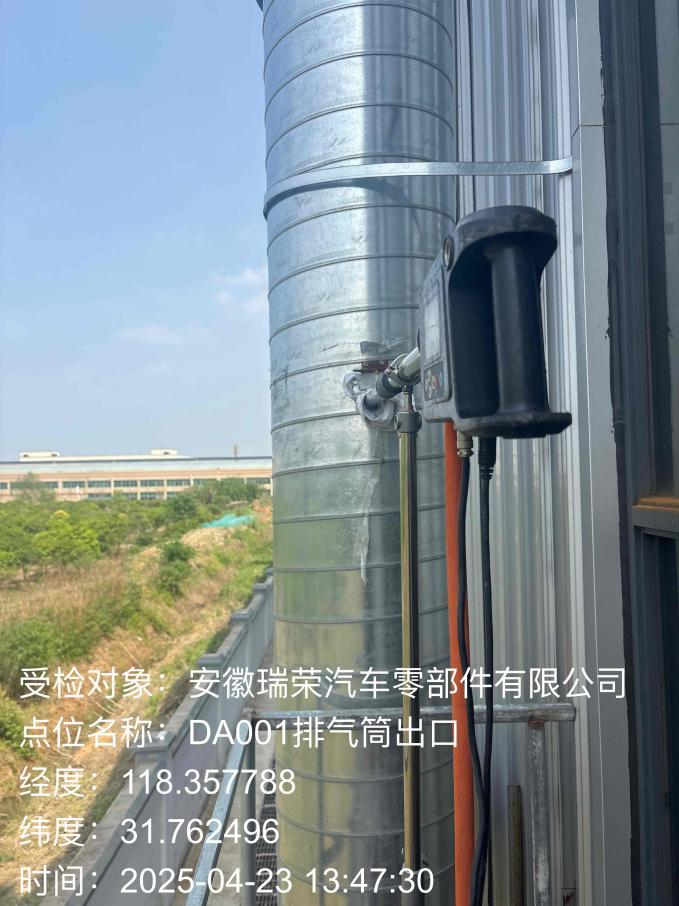 受检对象：安徽瑞荣汽车零部件有限公司
点位名称：DA001排气筒出口
经度：118.357788
纬度：31.762496
时间：2025-04-23 13:47:30